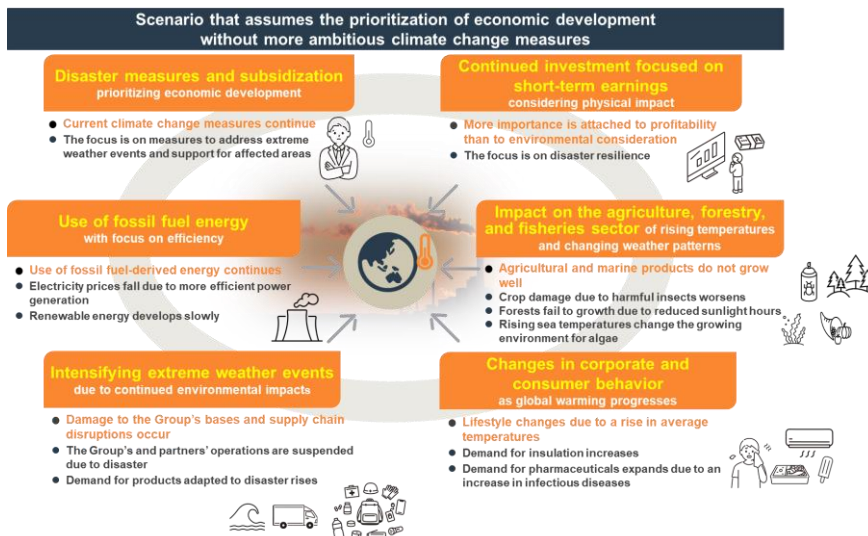 Scenario that assumes the prioritization of economic development
without more ambitious climate change measures
Disaster measures and subsidization
prioritizing economic development
● Current climate change measures continue
● The focus is on measures to address extreme
weather events and support for affected areas
Continued investment focused on
short-term earnings
considering physical impact
● More importance is attached to profitability
than to environmental consideration
● The focus is on disaster resilience
Use of fossil fuel energy
with focus on efficiency
● Use of fossil fuel-derived energy continues
● Electricity prices fall due to more efficient power
generation
● Renewable energy develops slowly
Impact on the agriculture, forestry,
and fisheries sector of rising temperatures
and changing weather patterns
● Agricultural and marine products do not grow
well
● Crop damage due to harmful insects worsens
● Forests fail to growth due to reduced sunlight hours
● Rising sea temperatures change the growing
environment for algae
Intensifying extreme weather events
due to continued environmental impacts
● Damage to the Group's bases and supply chain
disruptions occur
● The Group's and partners' operations are suspended
due to disaster
● Demand for products adapted to disaster rises
Changes in corporate and
consumer behavior
as global warming progresses
● Lifestyle changes due to a rise in average
temperatures
● Demand for insulation increases
● Demand for pharmaceuticals expands due to an
increase in infectious diseases